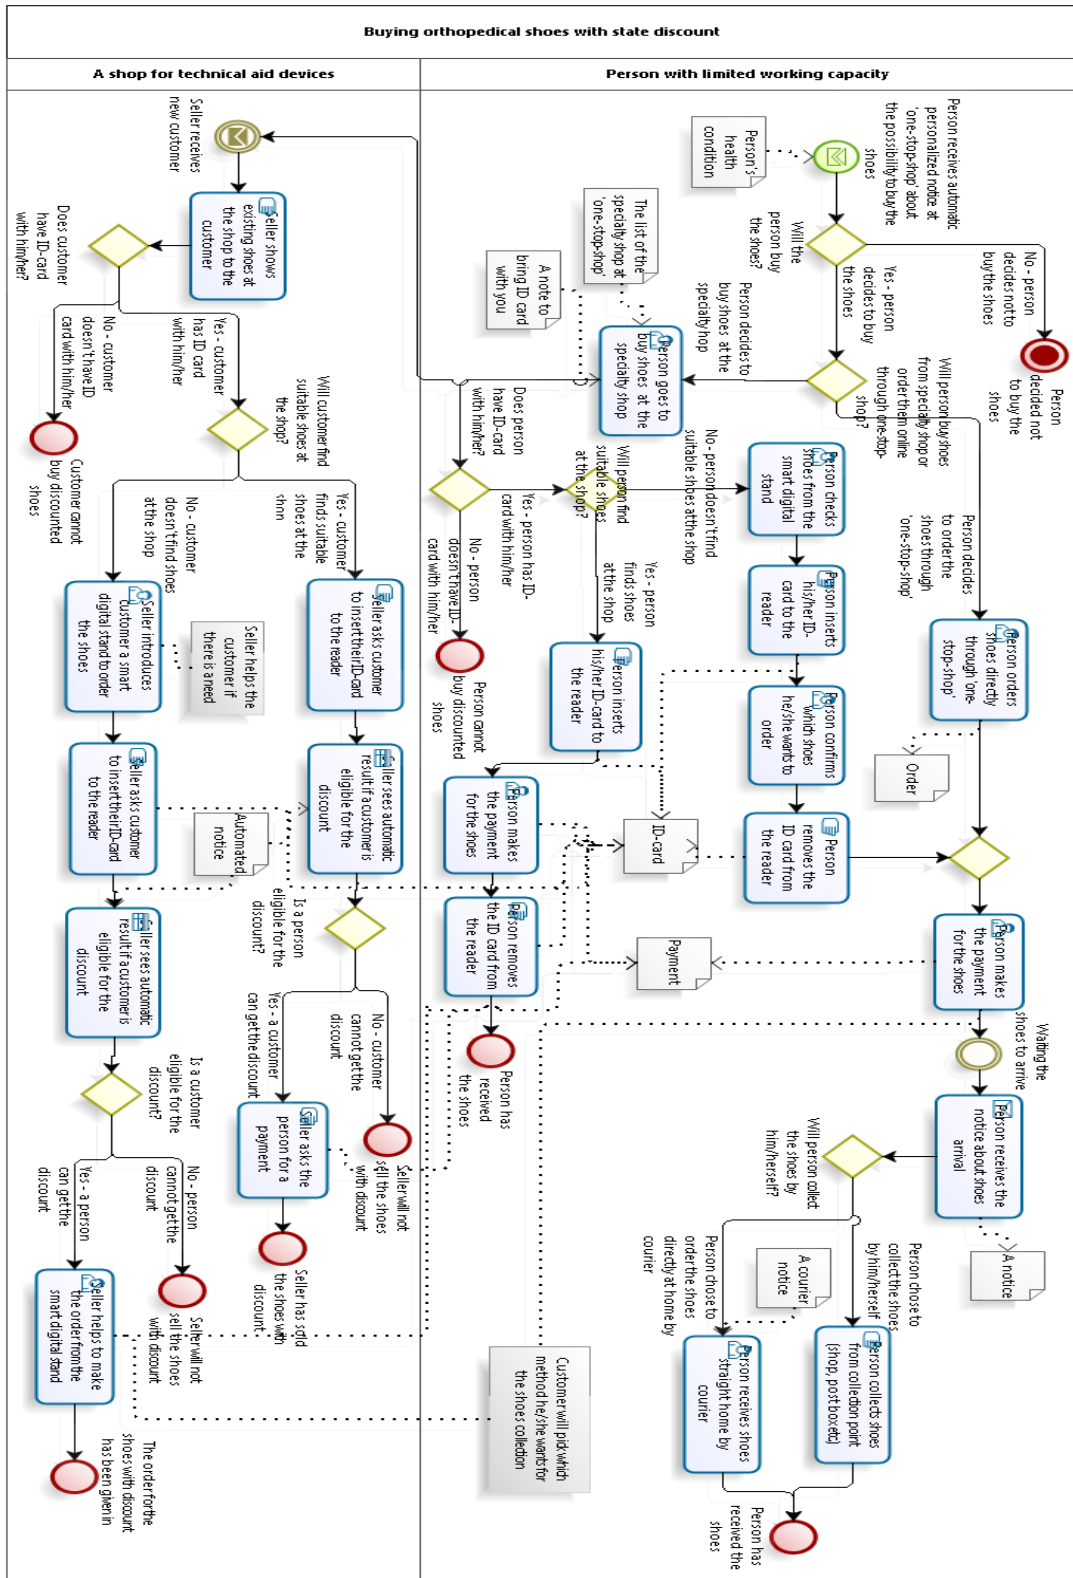 Buying orthopedical shoes with state discount
A shop for technical aid devices
Person with limited working capacity
Person receives automatic
personalized notice at
'one-stop-shop' about
the possibility to buy the
shoes
Person's
health
condition
Will the
person buy
the shoes?
No - person
decides not to
buy the shoes
Person
decided not
to buy the
shoes
Yes - person
decides to buy
the shoes
Will person buy shoes
from specialty shop or
order them online
through one-stop-
shop?
Person decides to
buy shoes at the
specialty hop
Person decides
to order the
shoes through
'one-stop-shop'
The list of the
specialty shop at
'one-stop-shop'
A note to
bring ID card
with you
Person goes to
buy shoes at the
specialty shop
Does person
have ID-card
with him/her?
Yes - person has ID-
card with him/her
No - person
doesn't have ID-
card with him/her
Person cannot
buy discounted
shoes
Will person find
suitable shoes
at the shop?
No - person doesn't find
suitable shoes at the shop
Yes - person
finds shoes
at the shop
Person checks
shoes from the
smart digital
stand
Person inserts
his/her ID-
card to the
reader
Person confirms
which shoes
he/she wants to
order
Person
removes the
ID card from
the reader
Person orders
shoes directly
through 'one-
stop-shop'
Order
Person inserts
his/her ID-card to
the reader
Person makes
the payment
for the shoes
Person removes
the ID card from
the reader
Person has
received
the shoes
ID-card
Payment
Person makes
the payment
for the shoes
Waiting the
shoes to arrive
Person receives the
notice about shoes
arrival
A notice
Will person collect
the shoes by
him/herself?
Person chose to
collect the shoes
by him/herself
Person chose to
order the shoes
directly at home by
courier
A courier
notice
Person collects shoes
from collection point
(shop, post box etc)
Person receives shoes
straight home by
courier
Person has
received the
shoes
Customer will pick which
method he/she wants for
the shoes collection
Seller receives
new customer
Seller shows
existing shoes at
the shop to the
customer
Does customer
have ID-card
with him/her?
Yes - customer
has ID card
with him/her
No - customer
doesn't have ID
card with him/her
Customer cannot
buy discounted
shoes
Will customer find
suitable shoes at
the shop?
Yes - customer
finds suitable
shoes at the
shop
No - customer
doesn't find shoes
at the shop
Seller asks customer
to insert their ID-card
to the reader
Seller sees automatic
result if a customer is
eligible for the
discount
Is a person
eligible for the
discount?
No - customer
cannot get the
discount
Yes - a customer
can get the discount
Seller will not
sell the shoes
with discount
Seller asks the
person for a
payment
Seller has sold
the shoes with
discount.
Seller introduces
customer a smart
digital stand to order
the shoes
Seller helps the
customer if
there is a need
Seller asks customer
to insert their ID-card
to the reader
Automated
notice
Seller sees automatic
result if a customer is
eligible for the
discount
Is a customer
eligible for the
discount?
No - person
cannot get the
discount
Yes - a person
can get the
discount
Seller will not
sell the shoes
with discount
Seller helps to make
the order from the
smart digital stand
The order for the
shoes with discount
has been given in